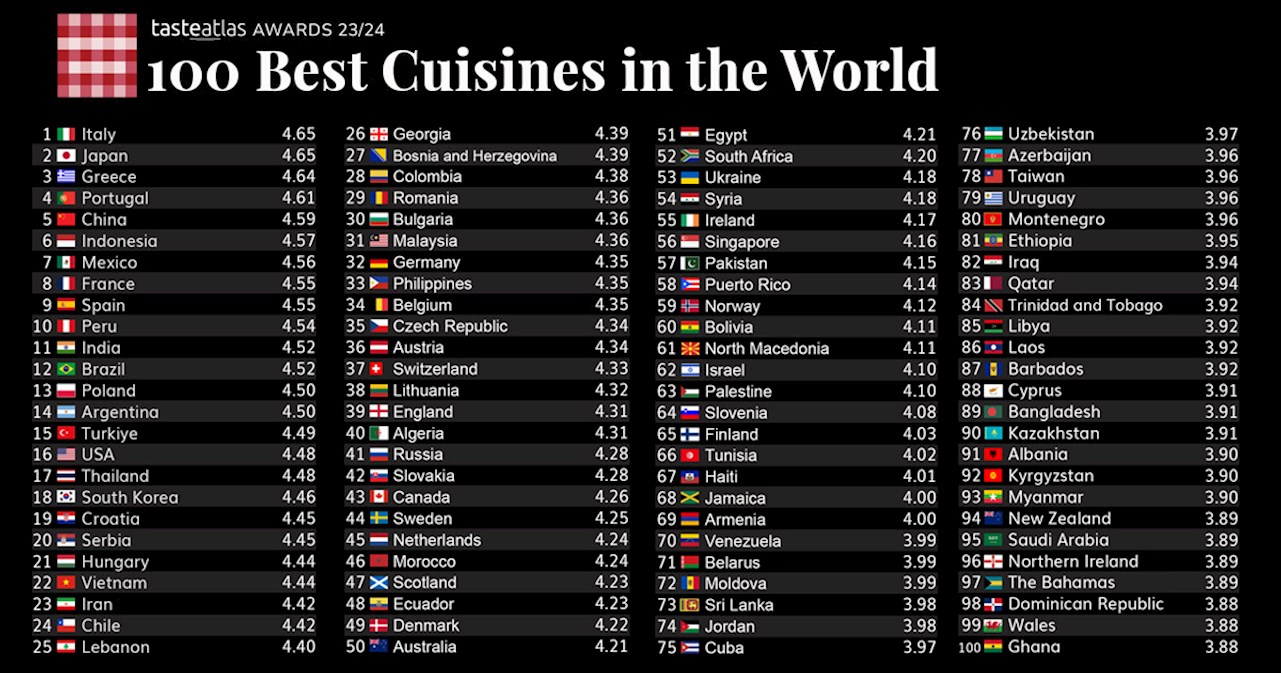 tasteatlas AWARDS 23/24
100 Best Cuisines in the World
1 Italy 4.65
2 Japan 4.65
3 Greece 4.64
4 Portugal 4.61
5 China 4.59
6 Indonesia 4.57
7 Mexico 4.56
8 France 4.55
9 Spain 4.55
10 Peru 4.54
11 India 4.52
12 Brazil 4.52
13 Poland 4.50
14 Argentina 4.50
15 Turkiye 4.49
16 USA 4.48
17 Thailand 4.48
18 South Korea 4.46
19 Croatia 4.45
20 Serbia 4.45
21 Hungary 4.44
22 Vietnam 4.44
23 Iran 4.42
24 Chile 4.42
25 Lebanon 4.40
26 Georgia 4.39
27 Bosnia and Herzegovina 4.39
28 Colombia 4.38
29 Romania 4.36
30 Bulgaria 4.36
31 Malaysia 4.36
32 Germany 4.35
33 Philippines 4.35
34 Belgium 4.35
35 Czech Republic 4.34
36 Austria 4.34
37 Switzerland 4.33
38 Lithuania 4.32
39 England 4.31
40 Algeria 4.31
41 Russia 4.28
42 Slovakia 4.28
43 Canada 4.26
44 Sweden 4.25
45 Netherlands 4.24
46 Morocco 4.24
47 Scotland 4.23
48 Ecuador 4.23
49 Denmark 4.22
50 Australia 4.21
51 Egypt 4.21
52 South Africa 4.20
53 Ukraine 4.18
54 Syria 4.18
55 Ireland 4.17
56 Singapore 4.16
57 Pakistan 4.15
58 Puerto Rico 4.14
59 Norway 4.12
60 Bolivia 4.11
61 North Macedonia 4.11
62 Israel 4.10
63 Palestine 4.10
64 Slovenia 4.08
65 Finland 4.03
66 Tunisia 4.02
67 Haiti 4.01
68 Jamaica 4.00
69 Armenia 4.00
70 Venezuela 3.99
71 Belarus 3.99
72 Moldova 3.99
73 Sri Lanka 3.98
74 Jordan 3.98
75 Cuba 3.97
76 Uzbekistan 3.97
77 Azerbaijan 3.96
78 Taiwan 3.96
79 Uruguay 3.96
80 Montenegro 3.96
81 Ethiopia 3.95
82 Iraq 3.94
83 Qatar 3.94
84 Trinidad and Tobago 3.92
85 Libya 3.92
86 Laos 3.92
87 Barbados 3.92
88 Cyprus 3.91
89 Bangladesh 3.91
90 Kazakhstan 3.91
91 Albania 3.90
92 Kyrgyzstan 3.90
93 Myanmar 3.90
94 New Zealand 3.89
95 Saudi Arabia 3.89
96 Northern Ireland 3.89
97 The Bahamas 3.89
98 Dominican Republic 3.88
99 Wales 3.88
100 Ghana 3.88